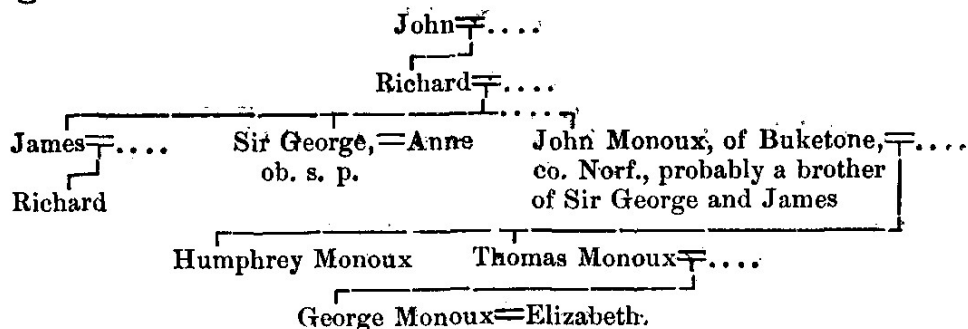 John=....
Richard=....
James=.... Sir George,=Anne John Monoux, of Buketone,=....
ob. s. p. co. Norf., probably a brother
Richard of Sir George and James
Humphrey Monoux Thomas Monoux=....
George Monoux=Elizabeth.